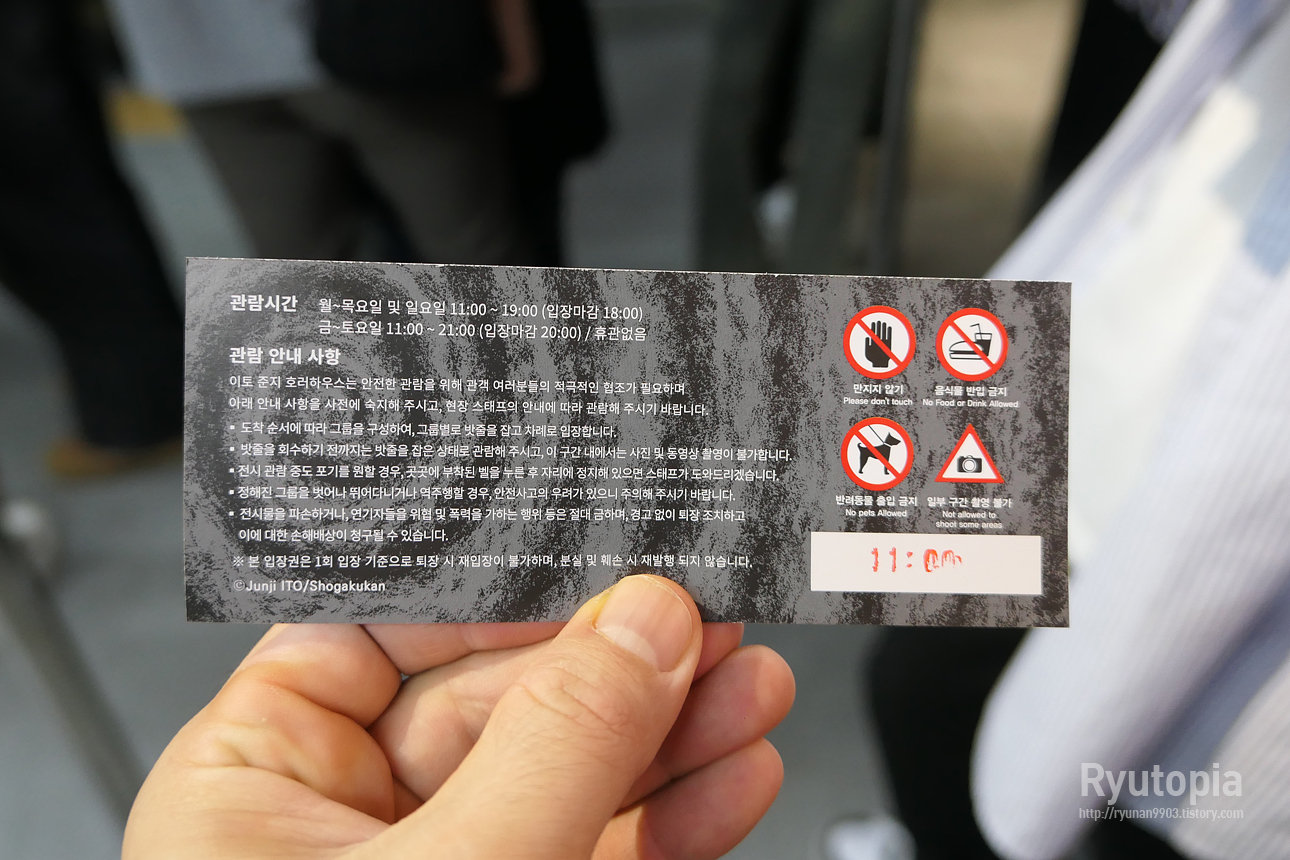 관람시간 월~목요일 및 일요일 11:00 ~ 19:00 (입장마감 18:00)
금~토요일 11:00 ~ 21:00 (입장마감 20:00) / 휴관없음
관람 안내 사항
이토 준지 호러하우스는 안전한 관람을 위해 관객 여러분들의 적극적인 협조가 필요하며
아래 안내 사항을 사전에 숙지해 주시고, 현장 스태프의 안내에 따라 관람해 주시기 바랍니다.
▪ 도착 순서에 따라 그룹을 구성하여, 그룹별로 밧줄을 잡고 차례로 입장합니다.
▪ 밧줄을 회수하기 전까지는 밧줄을 잡은 상태로 관람해 주시고, 이 구간 내에서는 사진 및 동영상 촬영이 불가합니다.
▪ 전시 관람 중도 포기를 원할 경우, 곳곳에 부착된 벨을 누른 후 자리에 정지해 있으면 스태프가 도와드리겠습니다.
▪ 정해진 그룹을 벗어나 뛰어다니거나 역주행할 경우, 안전사고의 우려가 있으니 주의해 주시기 바랍니다.
▪ 전시물을 파손하거나, 연기자들을 위협 및 폭력을 가하는 행위 등은 절대 금하며, 경고 없이 퇴장 조치하고
이에 대한 손해배상이 청구될 수 있습니다.
※ 본 입장권은 1회 입장 기준으로 퇴장 시 재입장이 불가하며, 분실 및 훼손 시 재발행 되지 않습니다.
©Junji ITO/Shogakukan
만지지 않기
Please don't touch
음식물 반입 금지
No Food or Drink Allowed
반려동물 출입 금지
No pets Allowed
일부 구간 촬영 불가
Not allowed to
shoot some areas
11:00
Ryutopia
http://ryunan9903.tistory.com